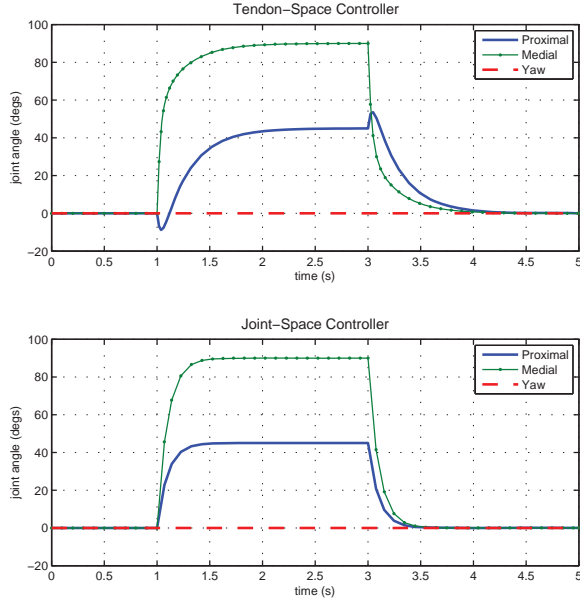 Tendon−Space Controller
100
80
60
40
20
0
−20
joint angle (degs)
Proximal
Medial
Yaw
0 0.5 1 1.5 2 2.5 3 3.5 4 4.5 5
time (s)
Joint−Space Controller
100
80
60
40
20
0
−20
joint angle (degs)
Proximal
Medial
Yaw
0 0.5 1 1.5 2 2.5 3 3.5 4 4.5 5
time (s)